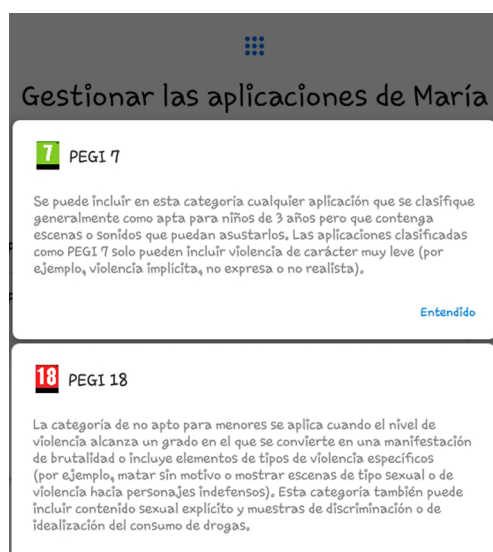 Gestionar las aplicaciones de María
7 PEGI 7
Se puede incluir en esta categoría cualquier aplicación que se clasifique
generalmente como apta para niños de 3 años pero que contenga
escenas o sonidos que puedan asustarlos. Las aplicaciones clasificadas
como PEGI 7 solo pueden incluir violencia de carácter muy leve (por
ejemplo, violencia implícita, no expresa o no realista).
Entendido
18 PEGI 18
La categoría de no apto para menores se aplica cuando el nivel de
violencia alcanza un grado en el que se convierte en una manifestación
de brutalidad o incluye elementos de tipos de violencia específicos
(por ejemplo, matar sin motivo o mostrar escenas de tipo sexual o de
violencia hacia personajes indefensos). Esta categoría también puede
incluir contenido sexual explícito y muestras de discriminación o de
idealización del consumo de drogas.